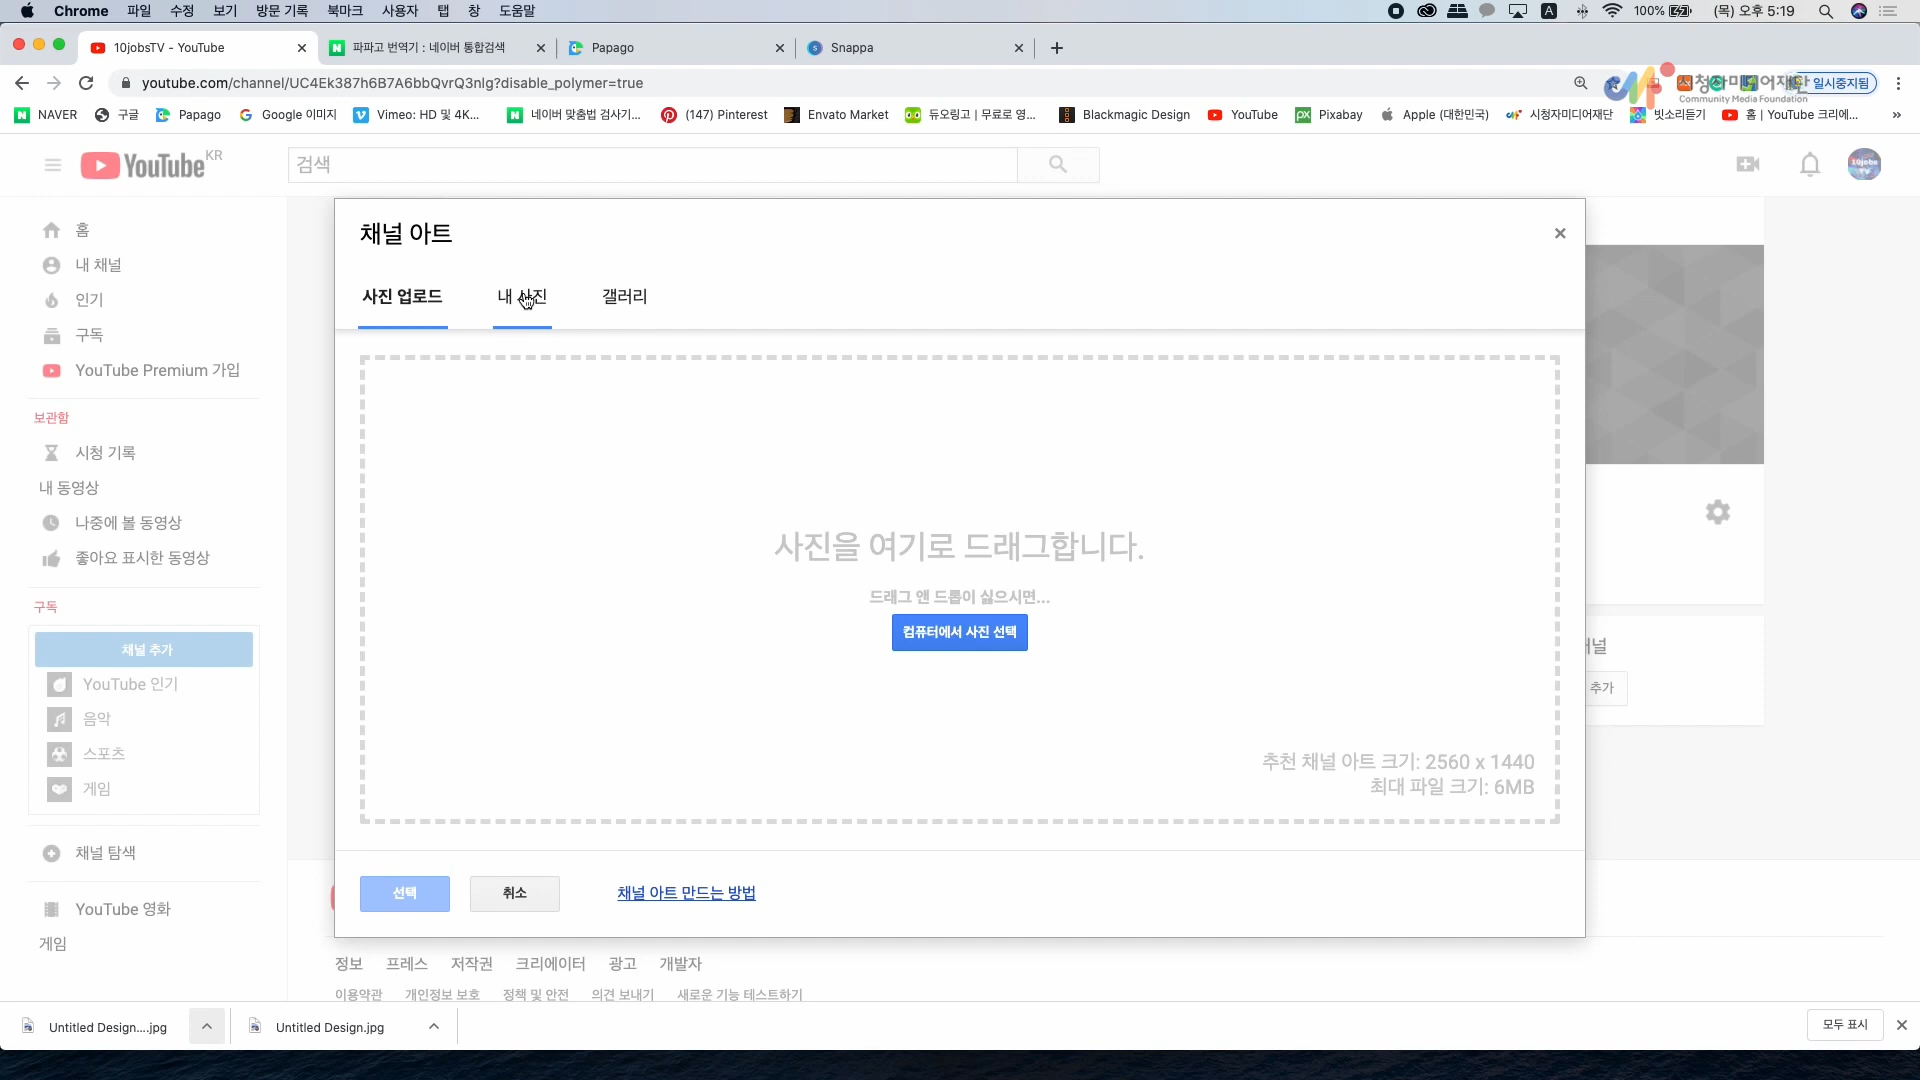 Chrome 파일 수정 보기 방문 기록 북마크 사용자 탭 창 도움말 100% (목) 오후 5:19
10jobsTV - YouTube 파파고 번역기 : 네이버 통합검색 Papago Snappa
youtube.com/channel/UC4Ek387h6B7A6bbQvrQ3nlg?disable_polymer=true 일시중지됨
Community Media Foundation
NAVER 구글 Papago Google 이미지 Vimeo: HD 및 4K... 네이버 맞춤법 검사기... (147) Pinterest Envato Market 듀오링고 | 무료로 영... Blackmagic Design YouTube Pixabay Apple (대한민국) 시청자미디어재단 빗소리듣기 홈 | YouTube 크리에... »
YouTube KR 검색
채널 아트
사진 업로드 내 사진 갤러리
홈
내 채널
인기
구독
YouTube Premium 가입
보관함
시청 기록
내 동영상
나중에 볼 동영상
좋아요 표시한 동영상
구독
채널 추가
YouTube 인기
음악
스포츠
게임
채널 탐색
YouTube 영화
게임
사진을 여기로 드래그합니다.
드래그 앤 드롭이 싫으시면...
컴퓨터에서 사진 선택
추천 채널 아트 크기: 2560 x 1440
최대 파일 크기: 6MB
추가
선택 취소 채널 아트 만드는 방법
정보 프레스 저작권 크리에이터 광고 개발자
이용약관 개인정보 보호 정책 및 안전 의견 보내기 새로운 기능 테스트하기
Untitled Design....jpg Untitled Design.jpg 모두 표시